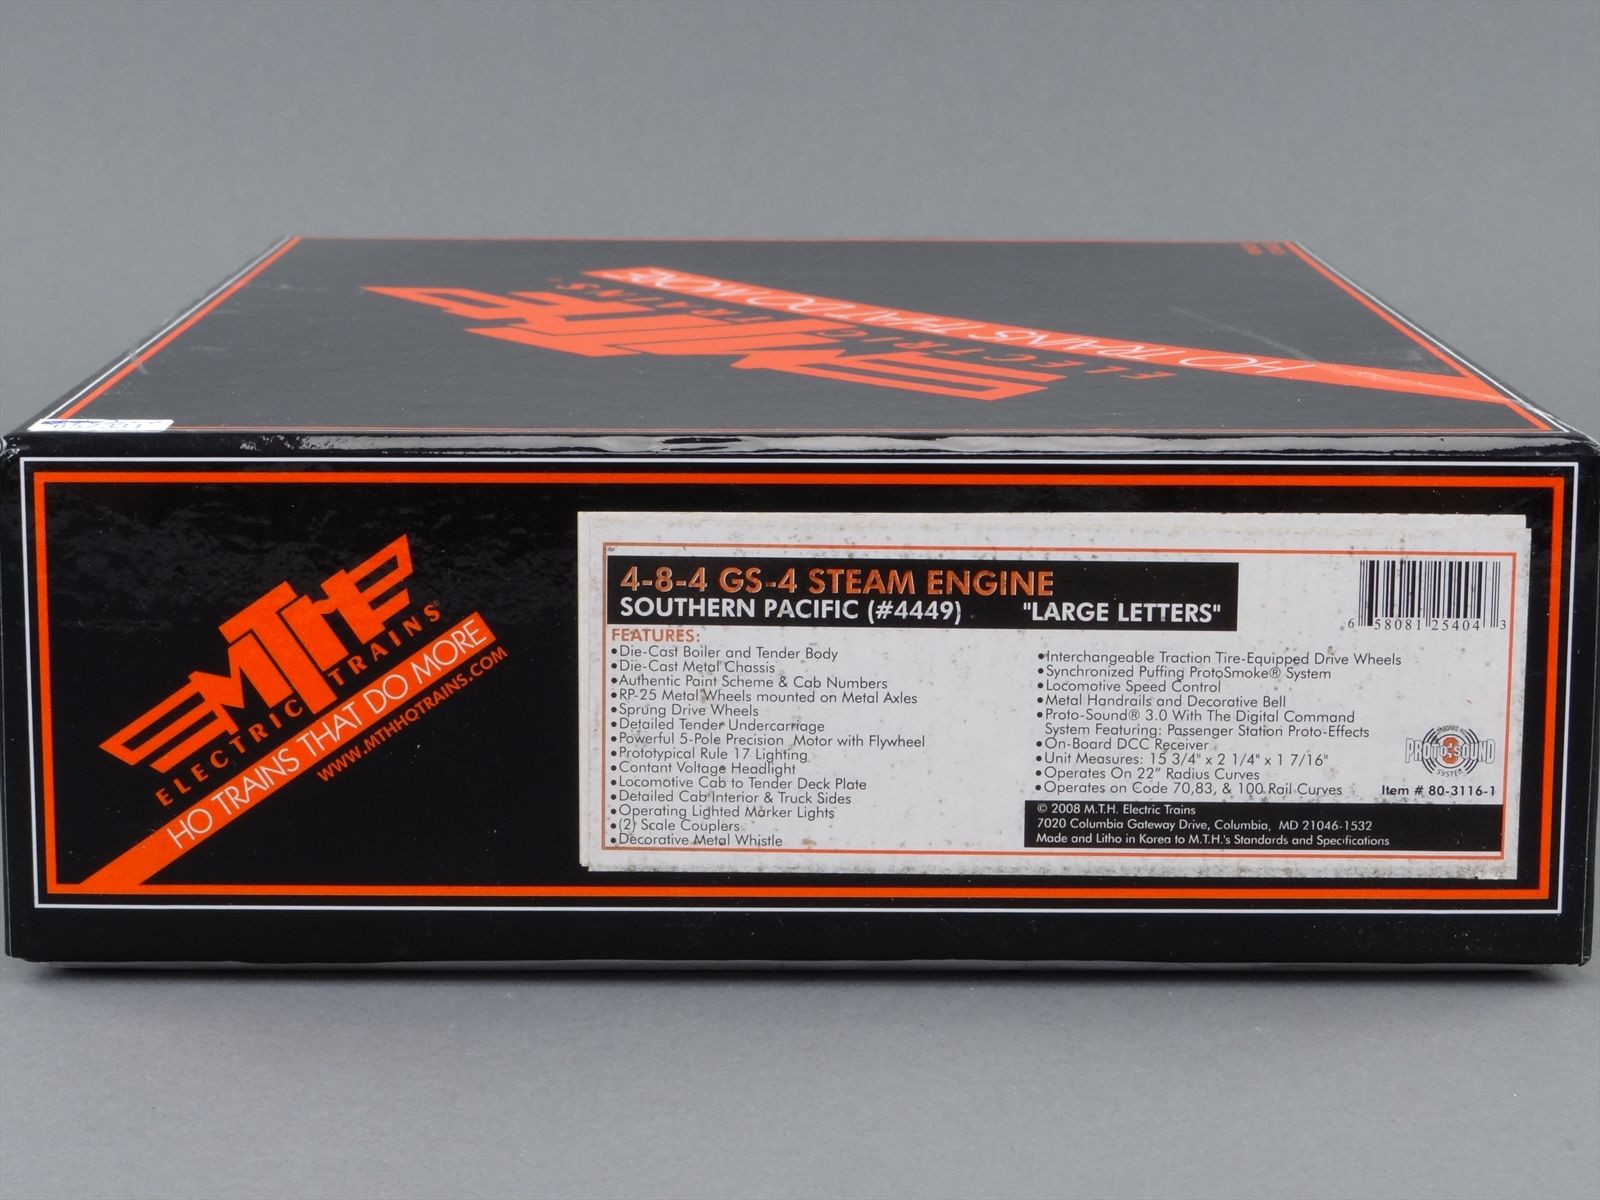 HO TRAINS THAT DO MORE
ELECTRIC TRAINS
MTH
MTH
ELECTRIC TRAINS®
HO TRAINS THAT DO MORE
WWW.MTHHOTRAINS.COM
4-8-4 GS-4 STEAM ENGINE
SOUTHERN PACIFIC (#4449) "LARGE LETTERS"
6 58081 25404 3
FEATURES:
•Die-Cast Boiler and Tender Body
•Die-Cast Metal Chassis
•Authentic Paint Scheme & Cab Numbers
•RP-25 Metal Wheels mounted on Metal Axles
•Sprung Drive Wheels
•Detailed Tender Undercarriage
•Powerful 5-Pole Precision Motor with Flywheel
•Prototypical Rule 17 Lighting
•Contant Voltage Headlight
•Locomotive Cab to Tender Deck Plate
•Detailed Cab Interior & Truck Sides
•Operating Lighted Marker Lights
•(2) Scale Couplers
•Decorative Metal Whistle
•Interchangeable Traction Tire-Equipped Drive Wheels
•Synchronized Puffing ProtoSmoke® System
•Locomotive Speed Control
•Metal Handrails and Decorative Bell
•Proto-Sound® 3.0 With The Digital Command
System Featuring: Passenger Station Proto-Effects
•On-Board DCC Receiver
•Unit Measures: 15 3/4" x 2 1/4" x 1 7/16"
•Operates On 22" Radius Curves
•Operates on Code 70,83, & 100 Rail Curves
PROTO 3 SOUND
SYSTEM
Item # 80-3116-1
© 2008 M.T.H. Electric Trains
7020 Columbia Gateway Drive, Columbia, MD 21046-1532
Made and Litho in Korea to M.T.H.'s Standards and Specifications